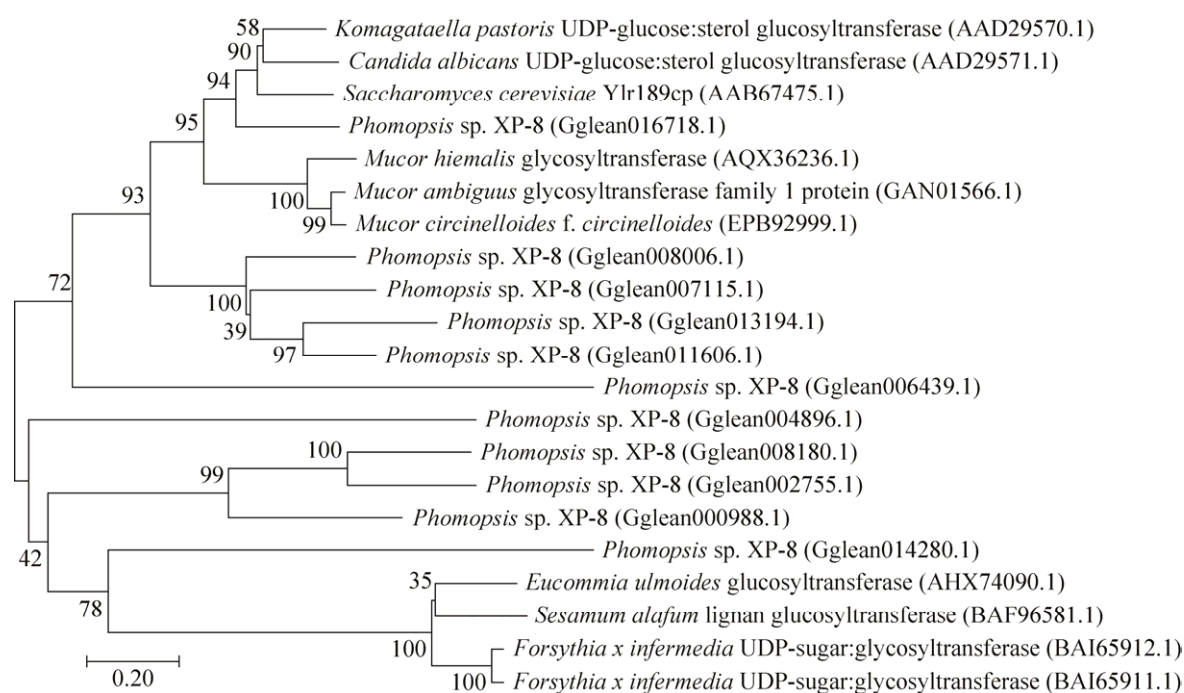 58
Komagataella pastoris UDP-glucose:sterol glucosyltransferase (AAD29570.1)
90
Candida albicans UDP-glucose:sterol glucosyltransferase (AAD29571.1)
94
Saccharomyces cerevisiae Ylr189cp (AAB67475.1)
95
Phomopsis sp. XP-8 (Gglean016718.1)
Mucor hiemalis glycosyltransferase (AQX36236.1)
93
Mucor ambiguus glycosyltransferase family 1 protein (GAN01566.1)
100
99
Mucor circinelloides f. circinelloides (EPB92999.1)
Phomopsis sp. XP-8 (Gglean008006.1)
72
Phomopsis sp. XP-8 (Gglean007115.1)
100
Phomopsis sp. XP-8 (Gglean013194.1)
39
97
Phomopsis sp. XP-8 (Gglean011606.1)
Phomopsis sp. XP-8 (Gglean006439.1)
Phomopsis sp. XP-8 (Gglean004896.1)
100
Phomopsis sp. XP-8 (Gglean008180.1)
99
Phomopsis sp. XP-8 (Gglean002755.1)
Phomopsis sp. XP-8 (Gglean000988.1)
42
Phomopsis sp. XP-8 (Gglean014280.1)
35
Eucommia ulmoides glucosyltransferase (AHX74090.1)
78
Sesamum alafum lignan glucosyltransferase (BAF96581.1)
100
Forsythia x infermedia UDP-sugar:glycosyltransferase (BAI65912.1)
0.20
100
Forsythia x infermedia UDP-sugar:glycosyltransferase (BAI65911.1)